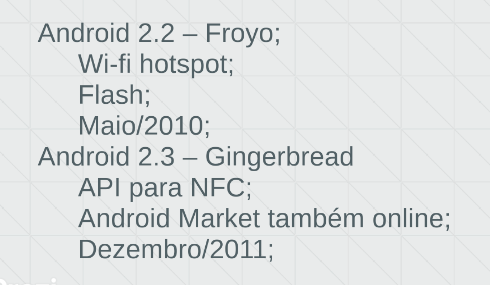 Android 2.2 – Froyo;
Wi-fi hotspot;
Flash;
Maio/2010;
Android 2.3 – Gingerbread
API para NFC;
Android Market também online;
Dezembro/2011;